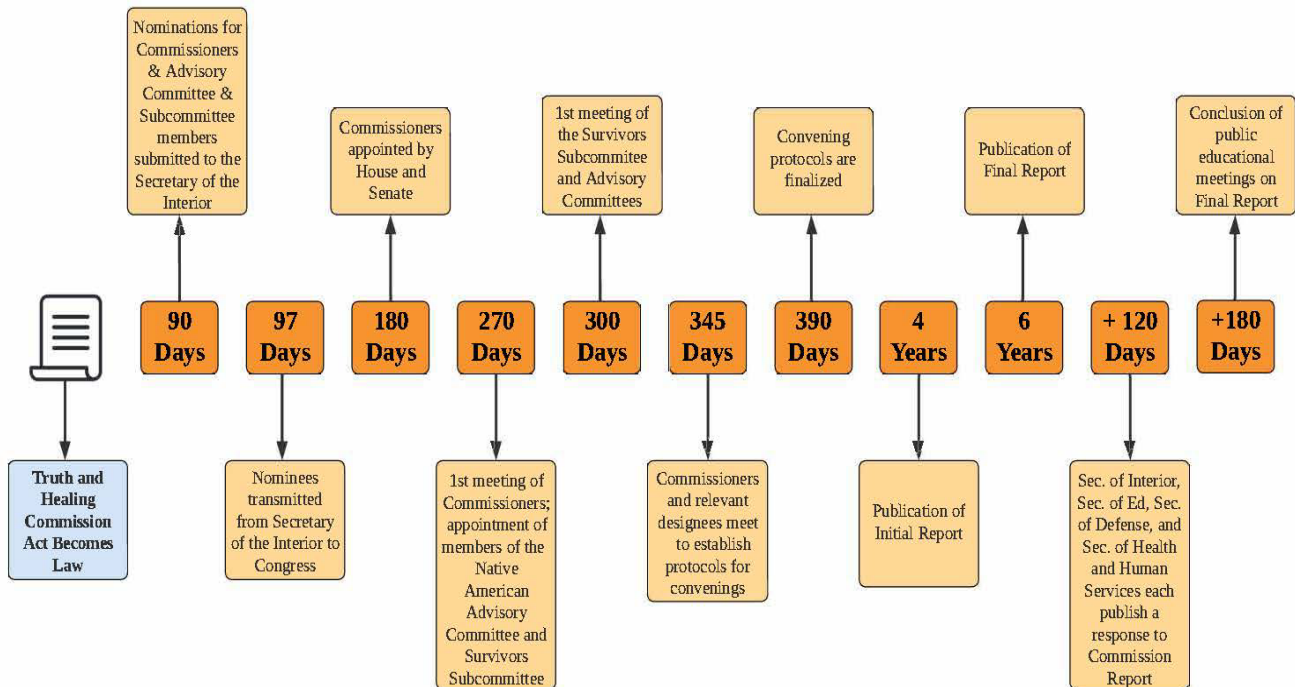 Nominations for
Commissioners
& Advisory
Committee &
Subcommittee
members
submitted to the
Secretary of the
Interior
Commissioners
appointed by
House and
Senate
1st meeting of
the Survivors
Subcommitee
and Advisory
Committees
Convening
protocols are
finalized
Publication of
Final Report
Conclusion of
public
educational
meetings on
Final Report
90
Days
97
Days
180
Days
270
Days
300
Days
345
Days
390
Days
4
Years
6
Years
+ 120
Days
+180
Days
Truth and
Healing
Commission
Act Becomes
Law
Nominees
transmitted
from Secretary
of the Interior to
Congress
1st meeting of
Commissioners;
appointment of
members of the
Native
American
Advisory
Committee and
Survivors
Subcommittee
Commissioners
and relevant
designees meet
to establish
protocols for
convenings
Publication of
Initial Report
Sec. of Interior,
Sec. of Ed, Sec.
of Defense, and
Sec. of Health
and Human
Services each
publish a
response to
Commission
Report